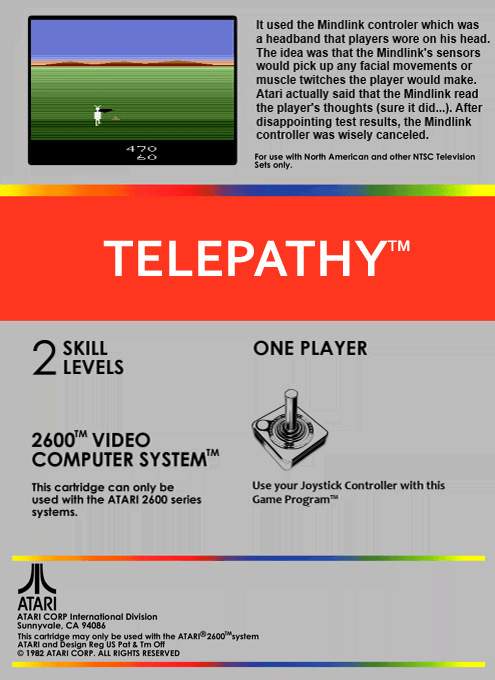 It used the Mindlink controler which was
a headband that players wore on his head.
The idea was that the Mindlink's sensors
would pick up any facial movements or
muscle twitches the player would make.
Atari actually said that the Mindlink read
the player's thoughts (sure it did...). After
disappointing test results, the Mindlink
controller was wisely canceled.
For use with North American and other NTSC Television
Sets only.
470
60
TELEPATHY™
2 SKILL
LEVELS
ONE PLAYER
2600™ VIDEO
COMPUTER SYSTEM™
This cartridge can only be
used with the ATARI 2600 series
systems.
Use your Joystick Controller with this
Game Program™
ATARI
ATARI CORP International Division
Sunnyvale, CA 94086
This cartridge may only be used with the ATARI®2600™system
ATARI and Design Reg US Pat & Tm Off
© 1982 ATARI CORP. ALL RIGHTS RESERVED